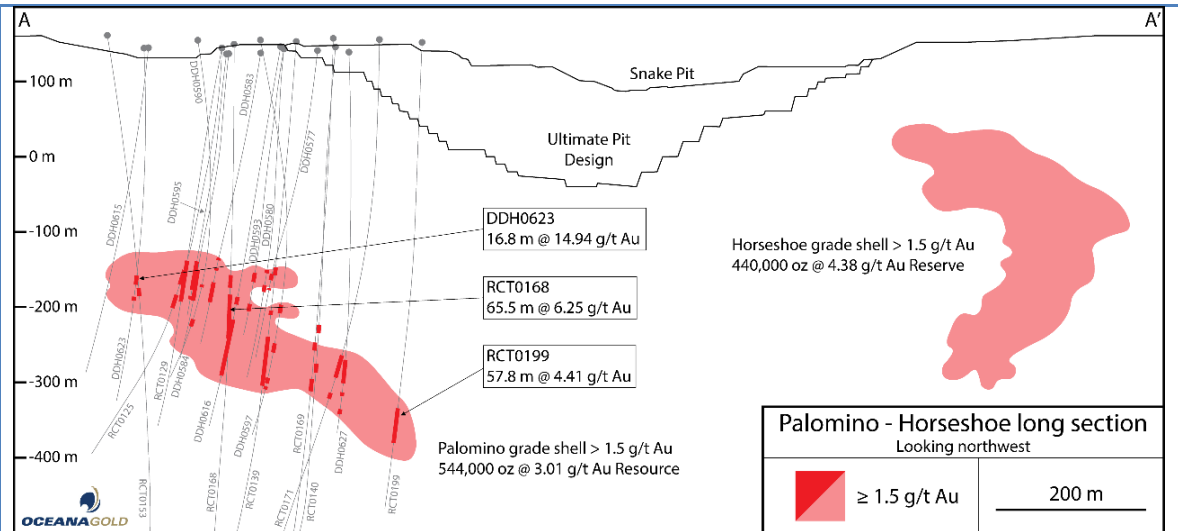 A
A'
100 m
0 m
-100 m
-200 m
-300 m
-400 m
Snake Pit
Ultimate Pit
Design
DDH0590
DDH0583
DDH0577
DDH0595
DDH0615
DDH0593
DDH0580
DDH0623
16.8 m @ 14.94 g/t Au
RCT0168
65.5 m @ 6.25 g/t Au
RCT0199
57.8 m @ 4.41 g/t Au
Horseshoe grade shell > 1.5 g/t Au
440,000 oz @ 4.38 g/t Au Reserve
DDH0623
RCT0125
RCT0129
DDH0584
DDH0616
DDH0597
RCT0169
DDH0627
RCT0153
RCT0168
RCT0139
RCT0171
RCT0140
RCT0199
Palomino grade shell > 1.5 g/t Au
544,000 oz @ 3.01 g/t Au Resource
Palomino - Horseshoe long section
Looking northwest
≥ 1.5 g/t Au
200 m
OCEANAGOLD